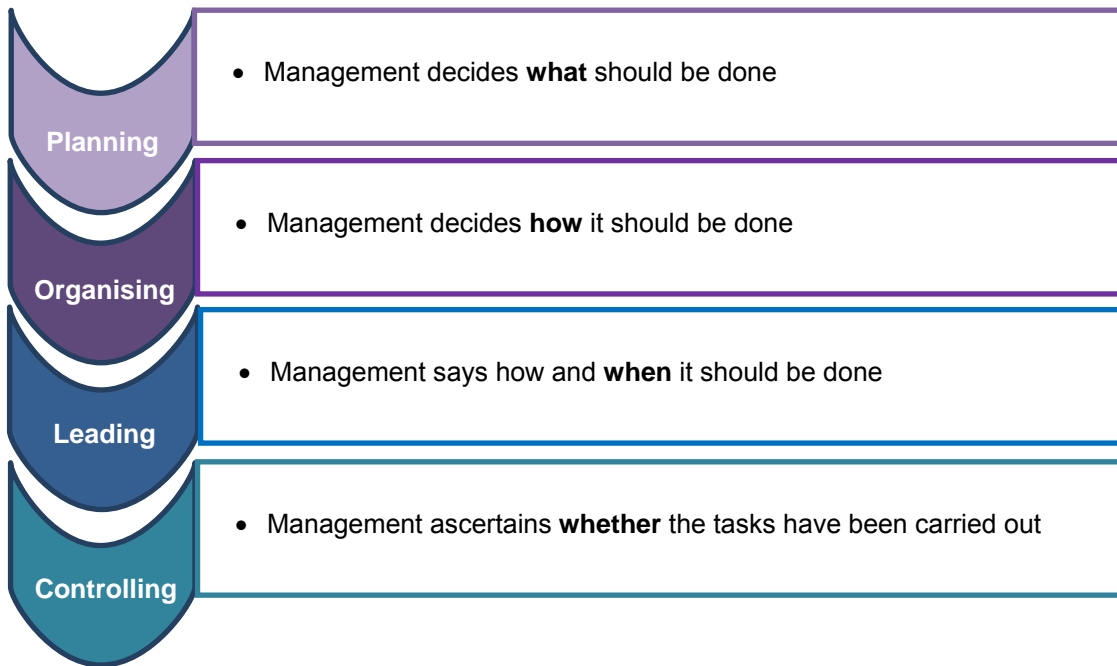 • Management decides what should be done
Planning
• Management decides how it should be done
Organising
• Management says how and when it should be done
Leading
• Management ascertains whether the tasks have been carried out
Controlling